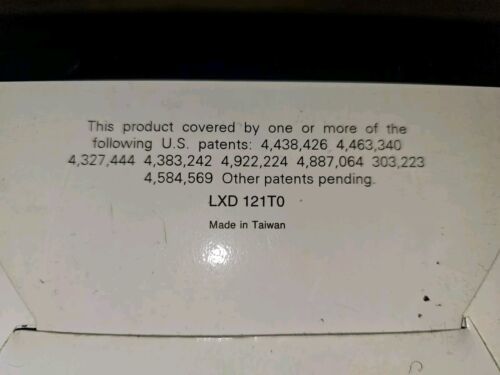 This product covered by one or more of the
following U.S. patents: 4,438,426 4,463,340
4,327,444 4,383,242 4,922,224 4,887,064 303,223
4,584,569 Other patents pending.
LXD 121T0
Made in Taiwan